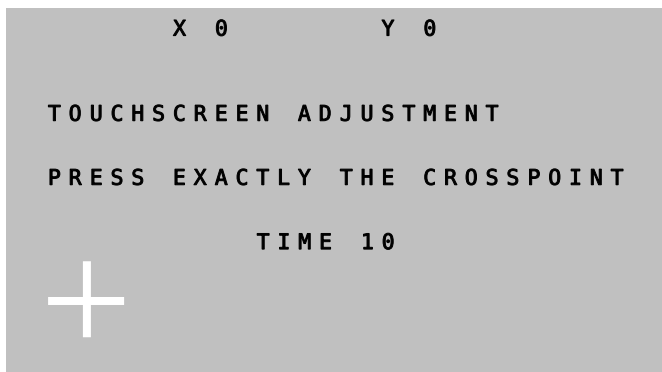 X 0 Y 0
TOUCHSCREEN ADJUSTMENT
PRESS EXACTLY THE CROSSPOINT
TIME 10